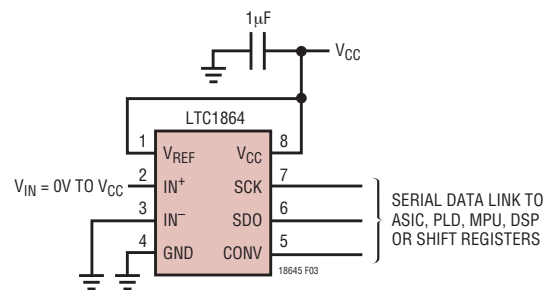 1µF
V_CC
LTC1864
1 V_REF V_CC 8
V_IN = 0V TO V_CC 2 IN⁺ SCK 7
3 IN⁻ SDO 6
4 GND CONV 5
SERIAL DATA LINK TO
ASIC, PLD, MPU, DSP
OR SHIFT REGISTERS
18645 F03